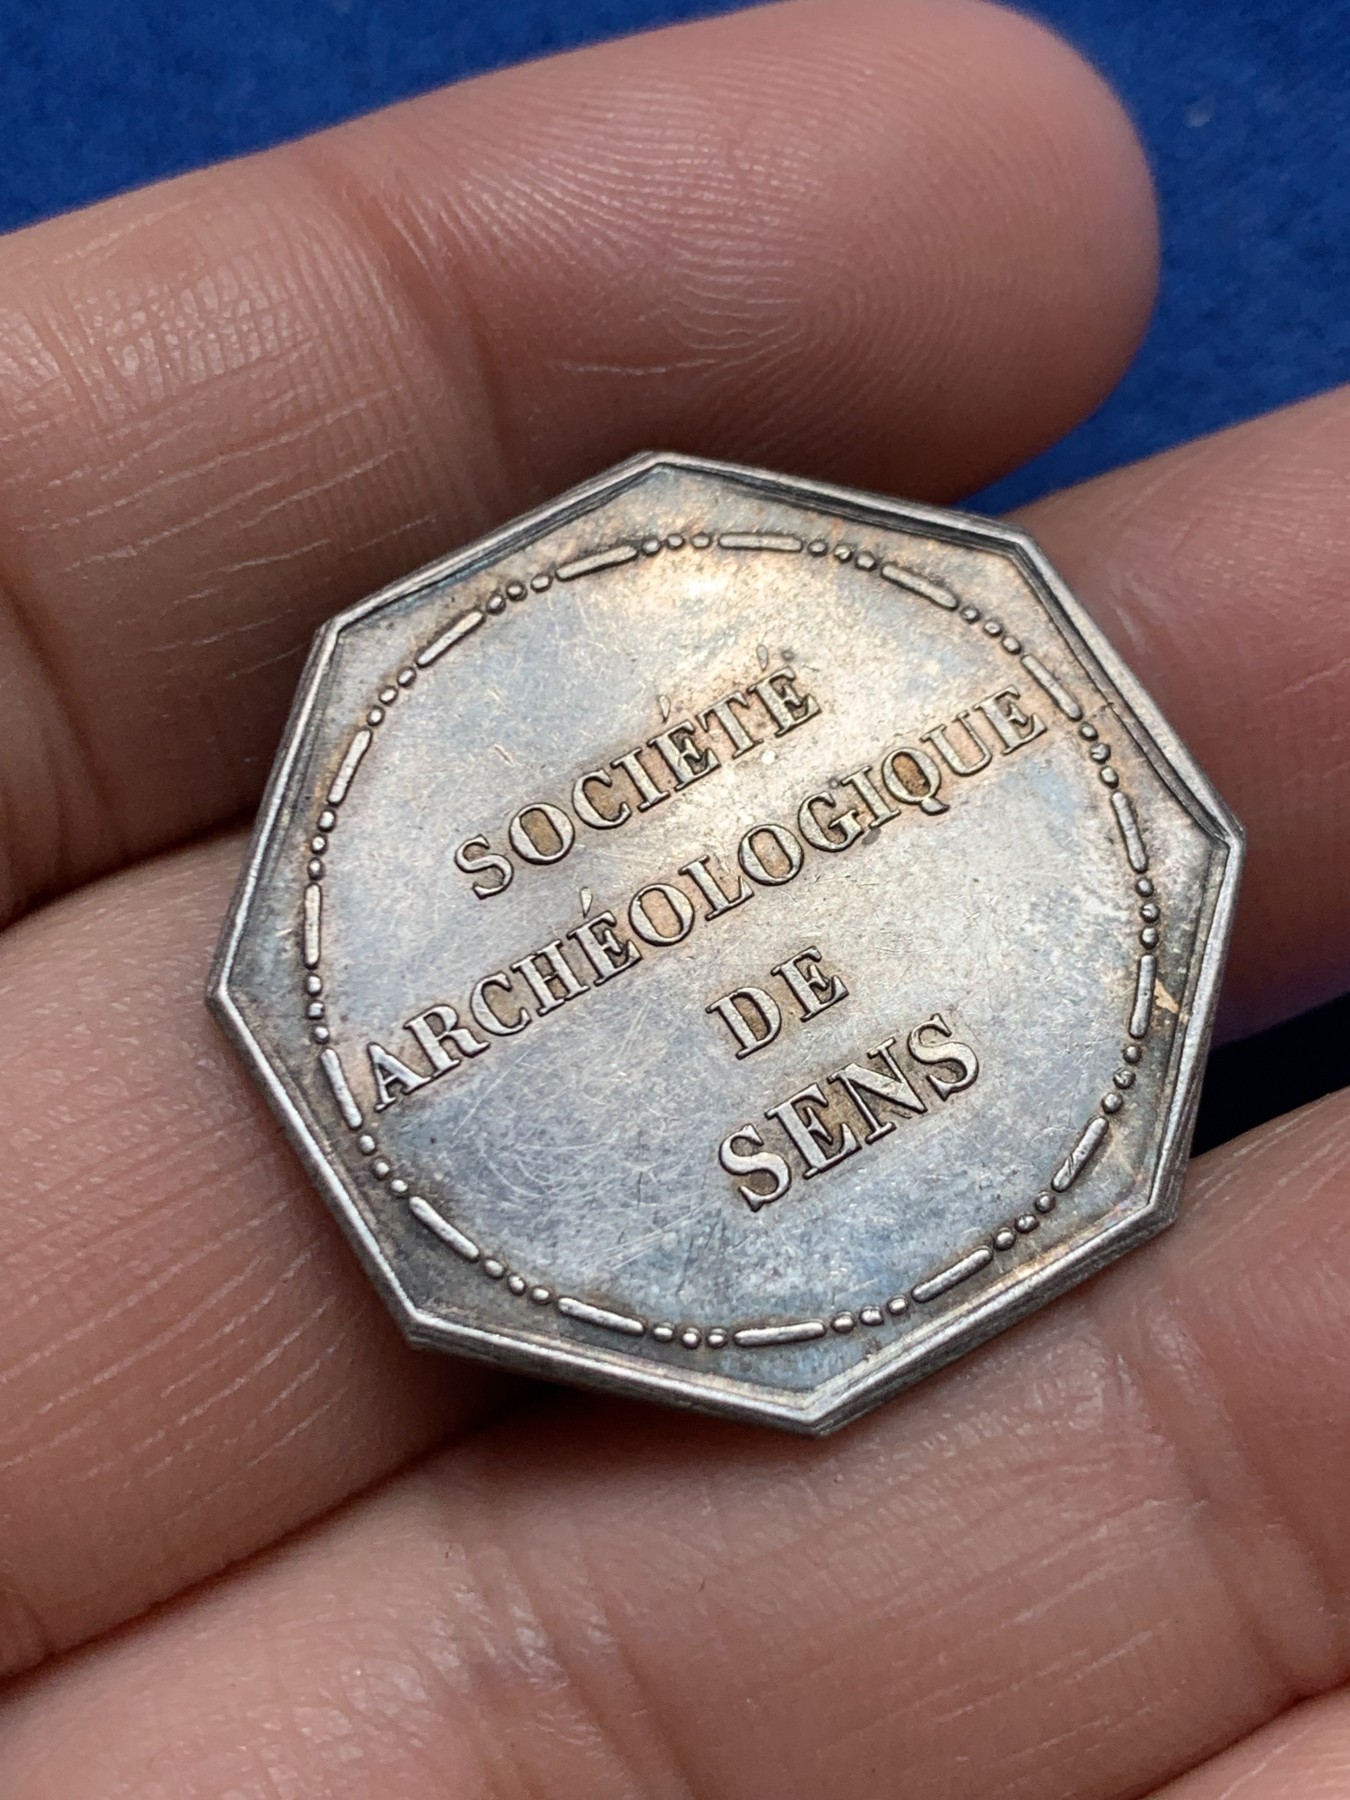 SOCIÉTÉ
ARCHÉOLOGIQUE
DE
SENS